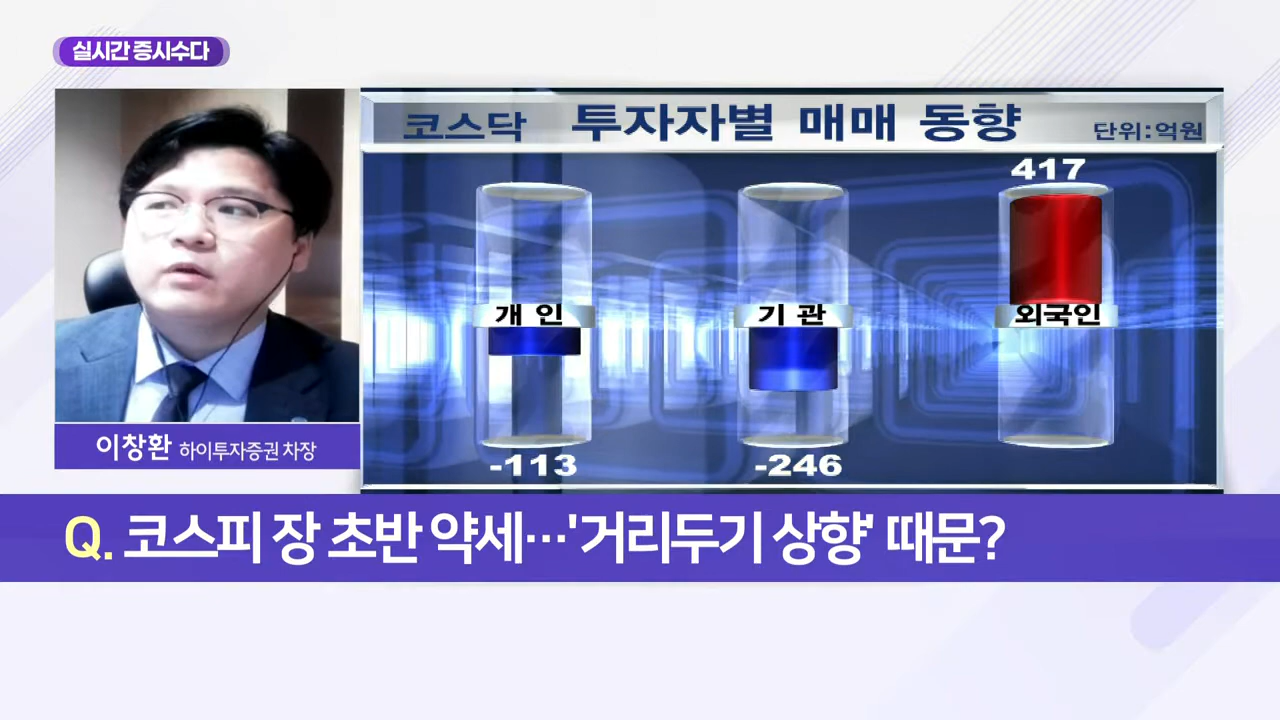 실시간 증시수다
코스닥 투자자별 매매 동향 단위:억원
417
개인 기관 외국인
-113 -246
이창환 하이투자증권 차장
Q. 코스피 장 초반 약세…'거리두기 상향' 때문?